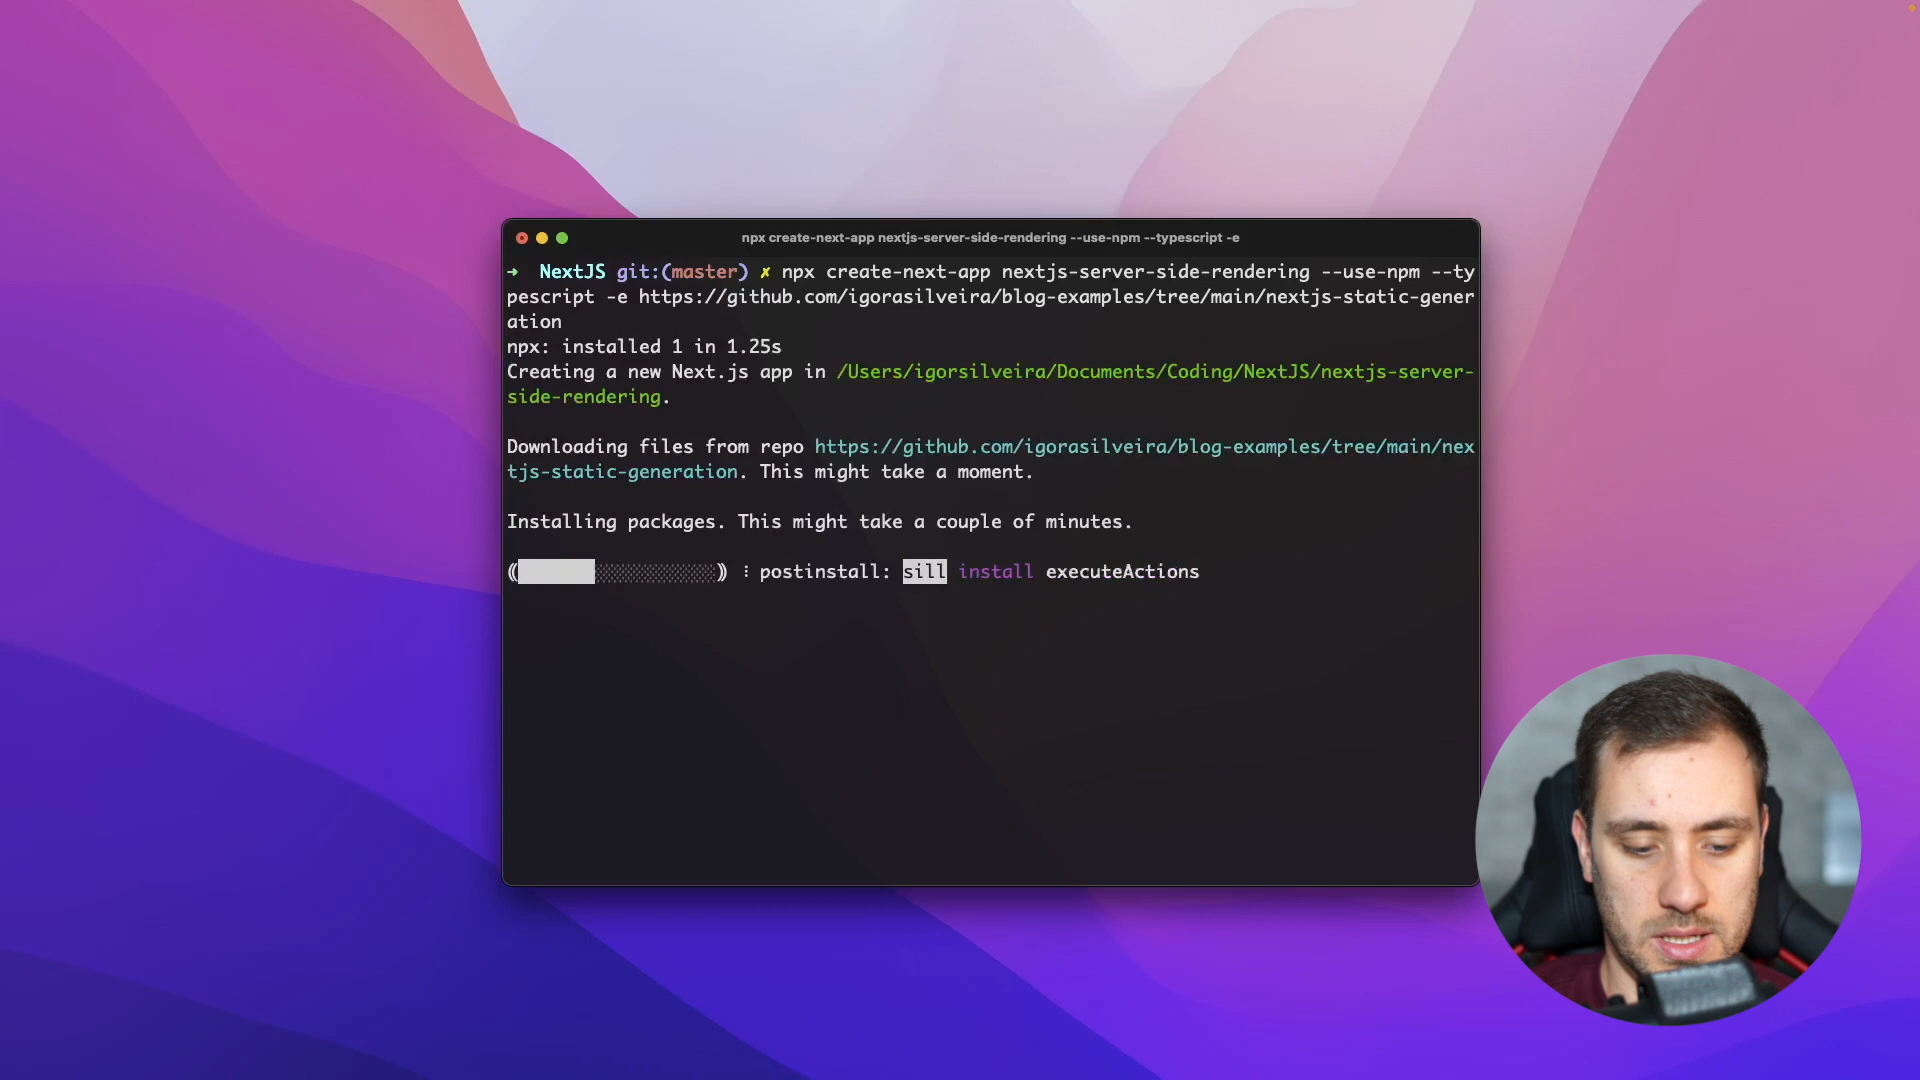 npx create-next-app nextjs-server-side-rendering --use-npm --typescript -e
➜  NextJS git:(master) ✗ npx create-next-app nextjs-server-side-rendering --use-npm --ty
pescript -e https://github.com/igorasilveira/blog-examples/tree/main/nextjs-static-gener
ation
npx: installed 1 in 1.25s
Creating a new Next.js app in /Users/igorsilveira/Documents/Coding/NextJS/nextjs-server-
side-rendering.
Downloading files from repo https://github.com/igorasilveira/blog-examples/tree/main/nex
tjs-static-generation. This might take a moment.
Installing packages. This might take a couple of minutes.
⸨       ░░░░░░░░░░░⸩ ⠸ postinstall: sill install executeActions